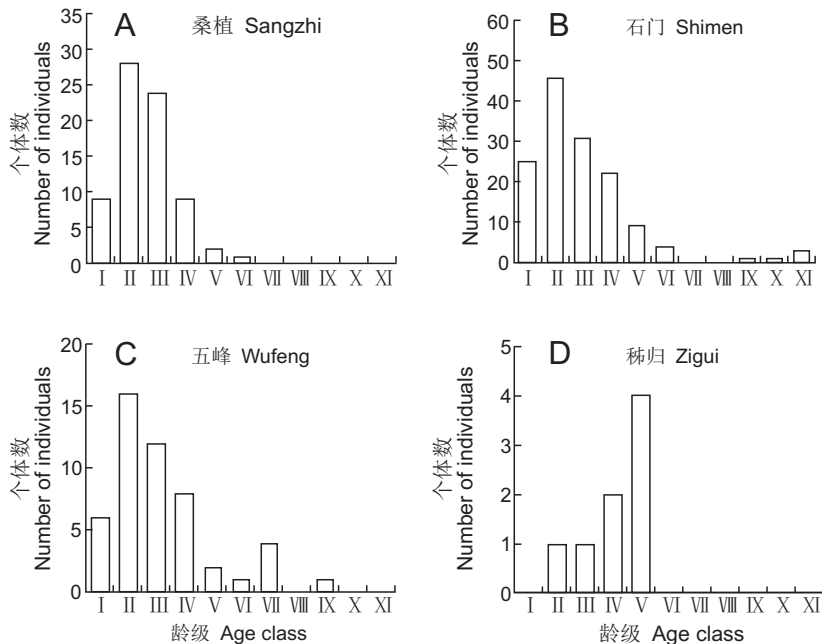 A 桑植 Sangzhi
个体数
Number of individuals
35
30
25
20
15
10
5
0
I II III IV V VI VII VIII IX X XI
B 石门 Shimen
个体数
Number of individuals
60
50
40
30
20
10
0
I II III IV V VI VII VIII IX X XI
C 五峰 Wufeng
个体数
Number of individuals
20
15
10
5
0
I II III IV V VI VII VIII IX X XI
龄级 Age class
D 秭归 Zigui
个体数
Number of individuals
5
4
3
2
1
0
I II III IV V VI VII VIII IX X XI
龄级 Age class